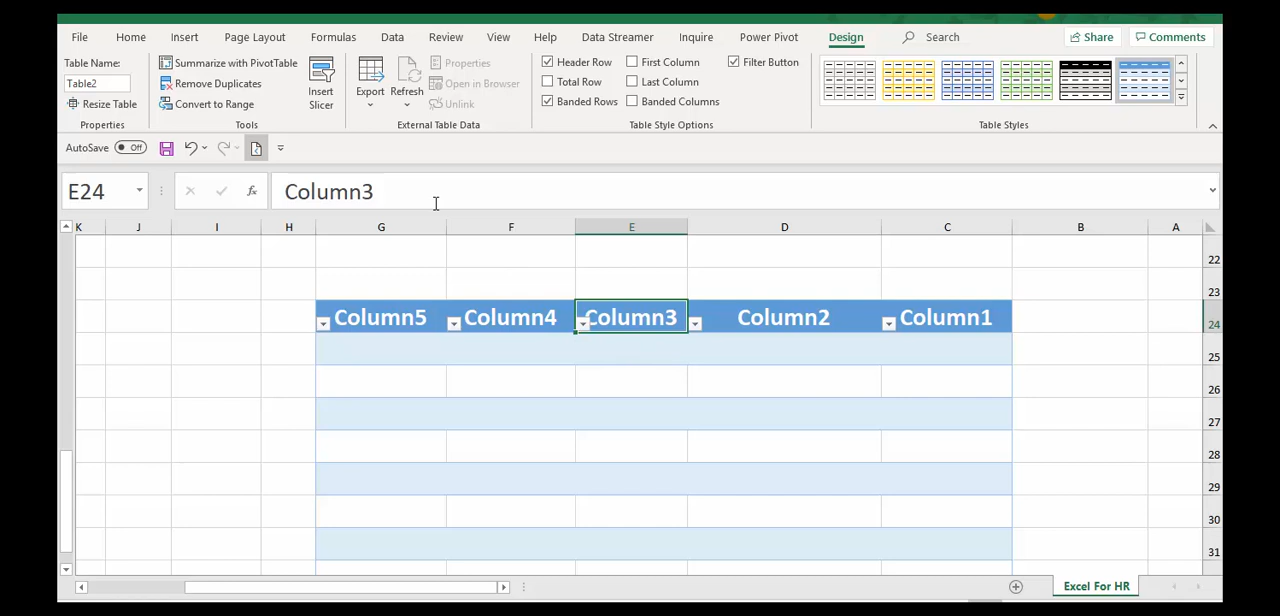 File Home Insert Page Layout Formulas Data Review View Help Data Streamer Inquire Power Pivot Design Search Share Comments
Table Name:
Table2
Resize Table
Properties
Summarize with PivotTable
Remove Duplicates
Convert to Range
Tools
Insert
Slicer
Export
Refresh
Properties
Open in Browser
Unlink
External Table Data
Header Row
Total Row
Banded Rows
First Column
Last Column
Banded Columns
Filter Button
Table Style Options
Table Styles
AutoSave Off
E24
fx
Column3
K J I H G F E D C B A
22
23
Column5 Column4 Column3 Column2 Column1
24
25
26
27
28
29
30
31
Excel For HR